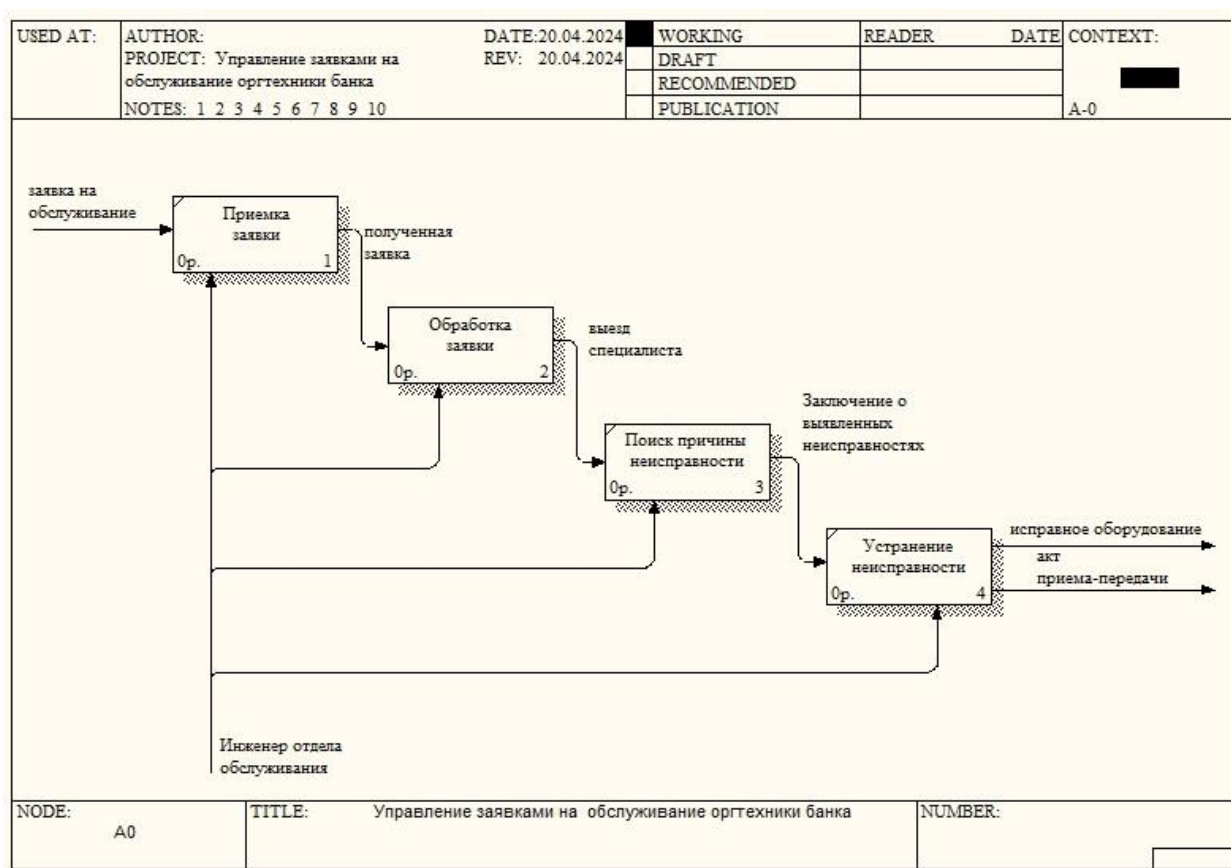 USED AT:
AUTHOR:
DATE:20.04.2024
PROJECT: Управление заявками на
обслуживание оргтехники банка
REV: 20.04.2024
NOTES: 1 2 3 4 5 6 7 8 9 10
WORKING
DRAFT
RECOMMENDED
PUBLICATION
READER
DATE
CONTEXT:
A-0
заявка на
обслуживание
Приемка
заявки
0р.
1
полученная
заявка
Обработка
заявки
0р.
2
выезд
специалиста
Поиск причины
неисправности
0р.
3
Заключение о
выявленных
неисправностях
Устранение
неисправности
0р.
4
исправное оборудование
акт
приема-передачи
Инженер отдела
обслуживания
NODE:
A0
TITLE:
Управление заявками на обслуживание оргтехники банка
NUMBER: